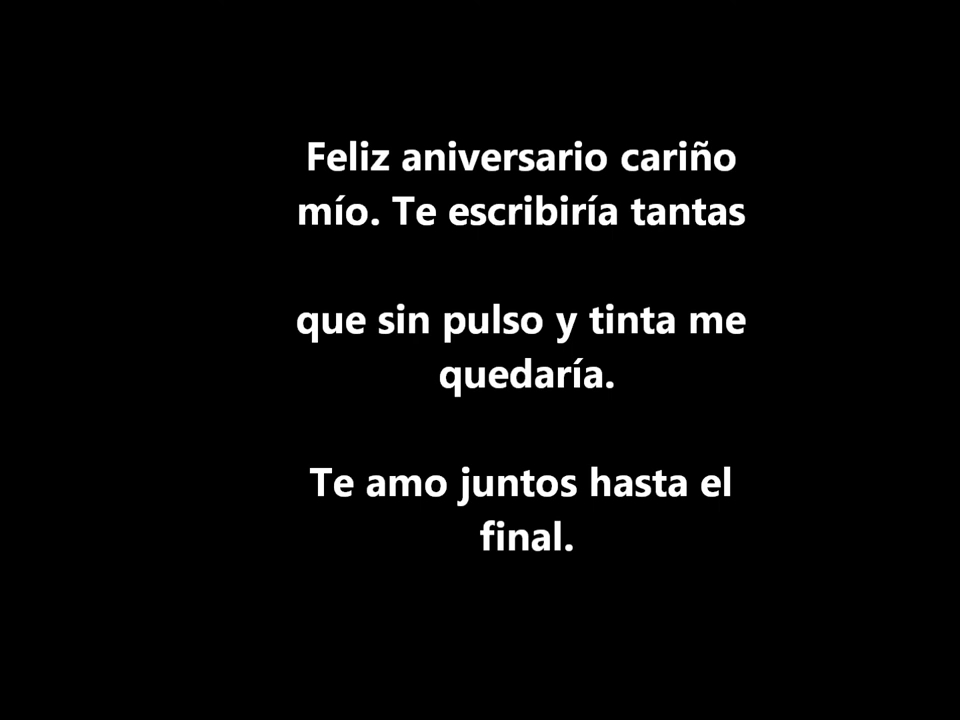 Feliz aniversario cariño
mío. Te escribiría tantas
que sin pulso y tinta me
quedaría.
Te amo juntos hasta el
final.